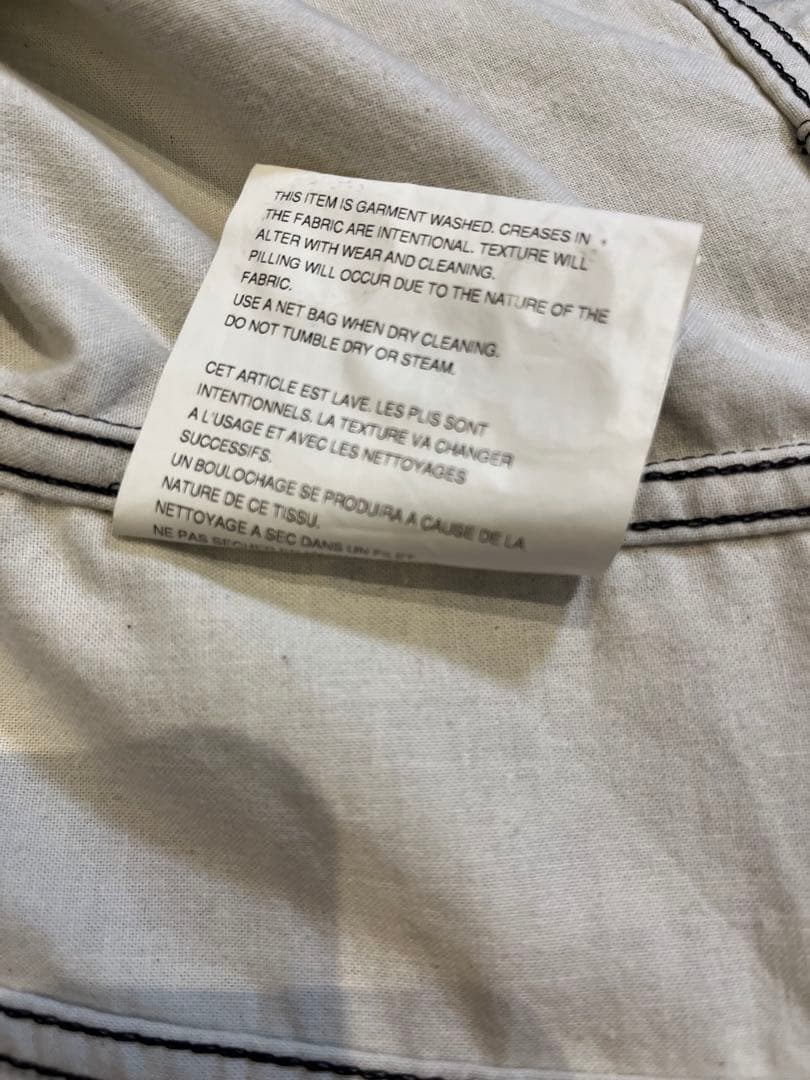 THIS ITEM IS GARMENT WASHED. CREASES IN
THE FABRIC ARE INTENTIONAL. TEXTURE WILL
ALTER WITH WEAR AND CLEANING.
PILLING WILL OCCUR DUE TO THE NATURE OF THE
FABRIC.
USE A NET BAG WHEN DRY CLEANING.
DO NOT TUMBLE DRY OR STEAM.
CET ARTICLE EST LAVE. LES PLIS SONT
INTENTIONNELS. LA TEXTURE VA CHANGER
A L'USAGE ET AVEC LES NETTOYAGES
SUCCESSIFS.
UN BOULOCHAGE SE PRODUIRA A CAUSE DE LA
NATURE DE CE TISSU.
NETTOYAGE A SEC DANS UN FILET
NE PAS